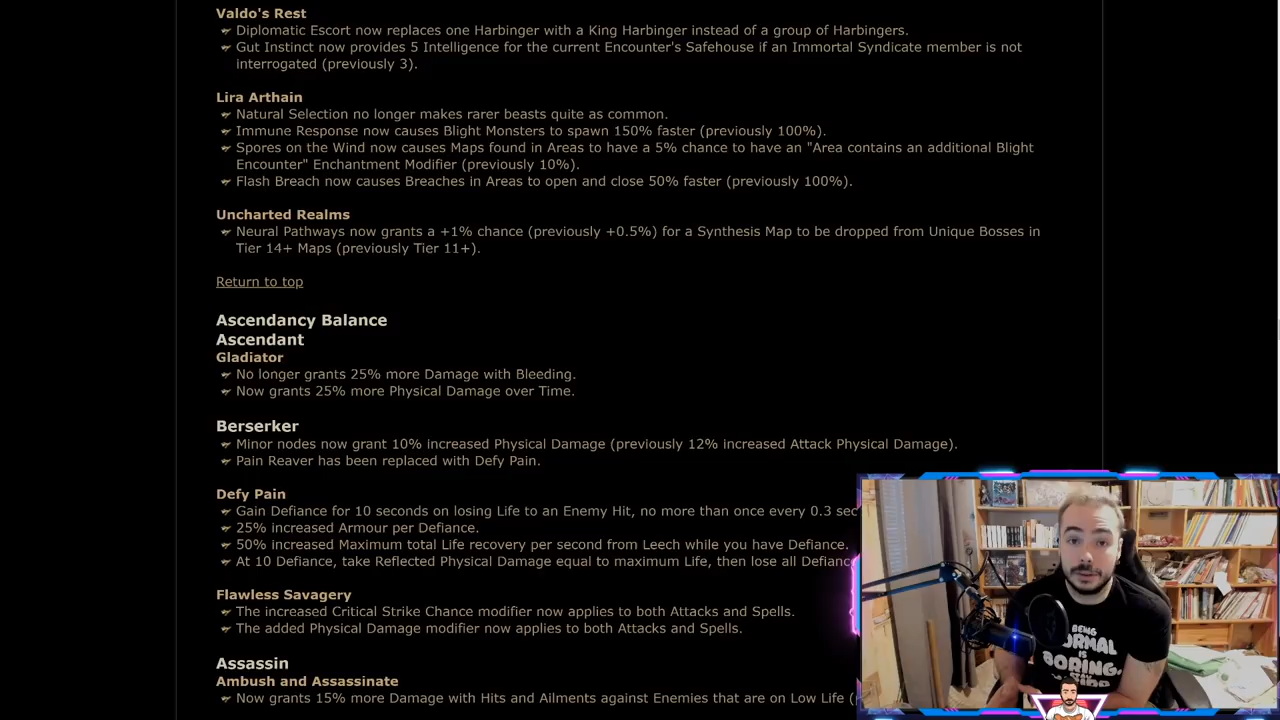 Valdo's Rest
Diplomatic Escort now replaces one Harbinger with a King Harbinger instead of a group of Harbingers.
Gut Instinct now provides 5 Intelligence for the current Encounter's Safehouse if an Immortal Syndicate member is not
interrogated (previously 3).
Lira Arthain
Natural Selection no longer makes rarer beasts quite as common.
Immune Response now causes Blight Monsters to spawn 150% faster (previously 100%).
Spores on the Wind now causes Maps found in Areas to have a 5% chance to have an "Area contains an additional Blight
Encounter" Enchantment Modifier (previously 10%).
Flash Breach now causes Breaches in Areas to open and close 50% faster (previously 100%).
Uncharted Realms
Neural Pathways now grants a +1% chance (previously +0.5%) for a Synthesis Map to be dropped from Unique Bosses in
Tier 14+ Maps (previously Tier 11+).
Return to top
Ascendancy Balance
Ascendant
Gladiator
No longer grants 25% more Damage with Bleeding.
Now grants 25% more Physical Damage over Time.
Berserker
Minor nodes now grant 10% increased Physical Damage (previously 12% increased Attack Physical Damage).
Pain Reaver has been replaced with Defy Pain.
Defy Pain
Gain Defiance for 10 seconds on losing Life to an Enemy Hit, no more than once every 0.3 sec
25% increased Armour per Defiance.
50% increased Maximum total Life recovery per second from Leech while you have Defiance.
At 10 Defiance, take Reflected Physical Damage equal to maximum Life, then lose all Defiance
Flawless Savagery
The increased Critical Strike Chance modifier now applies to both Attacks and Spells.
The added Physical Damage modifier now applies to both Attacks and Spells.
Assassin
Ambush and Assassinate
Now grants 15% more Damage with Hits and Ailments against Enemies that are on Low Life (
BEING
NORMAL
IS
BORING